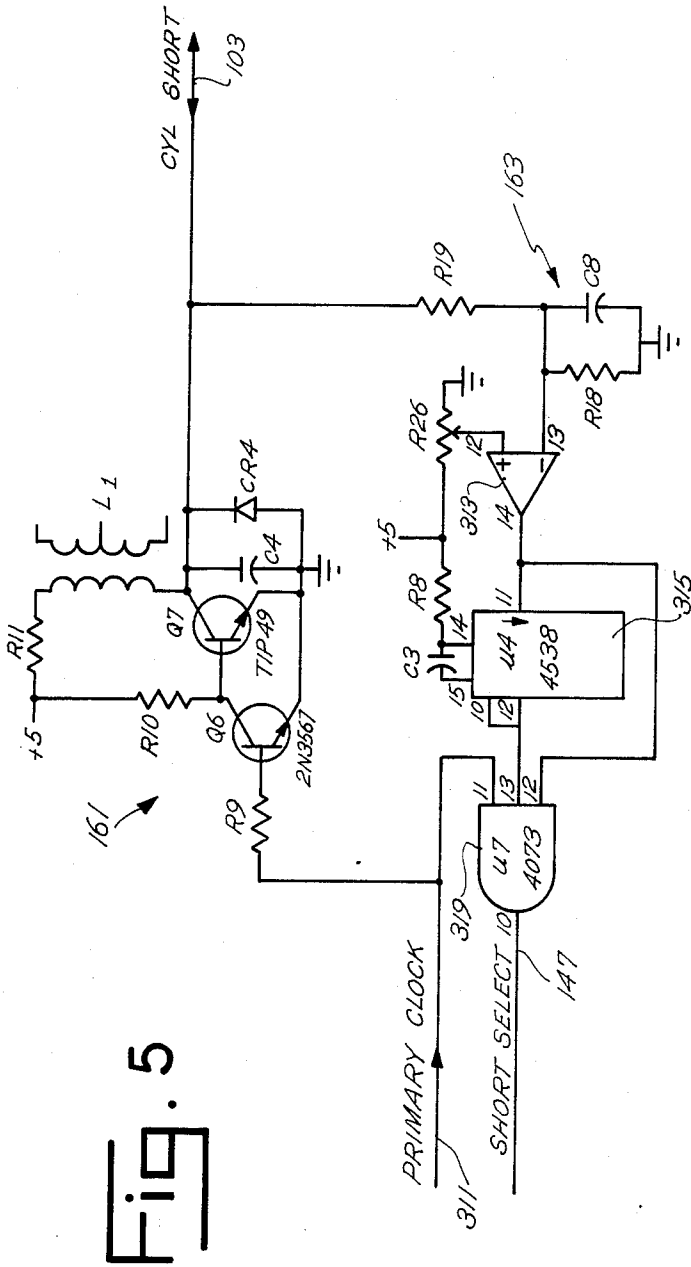 Fig. 5
161
+5
R11
L1
CYL SHORT
103
R10
Q7
TIP49
C4
CR4
Q6
2N3567
R9
R19
163
C8
R18
+5
R8
R26
C3
14
15
12
+
-
13
313
14
11
U4
4538
315
10
12
11
13
12
U7
4073
319
10
PRIMARY CLOCK
311
SHORT SELECT
147